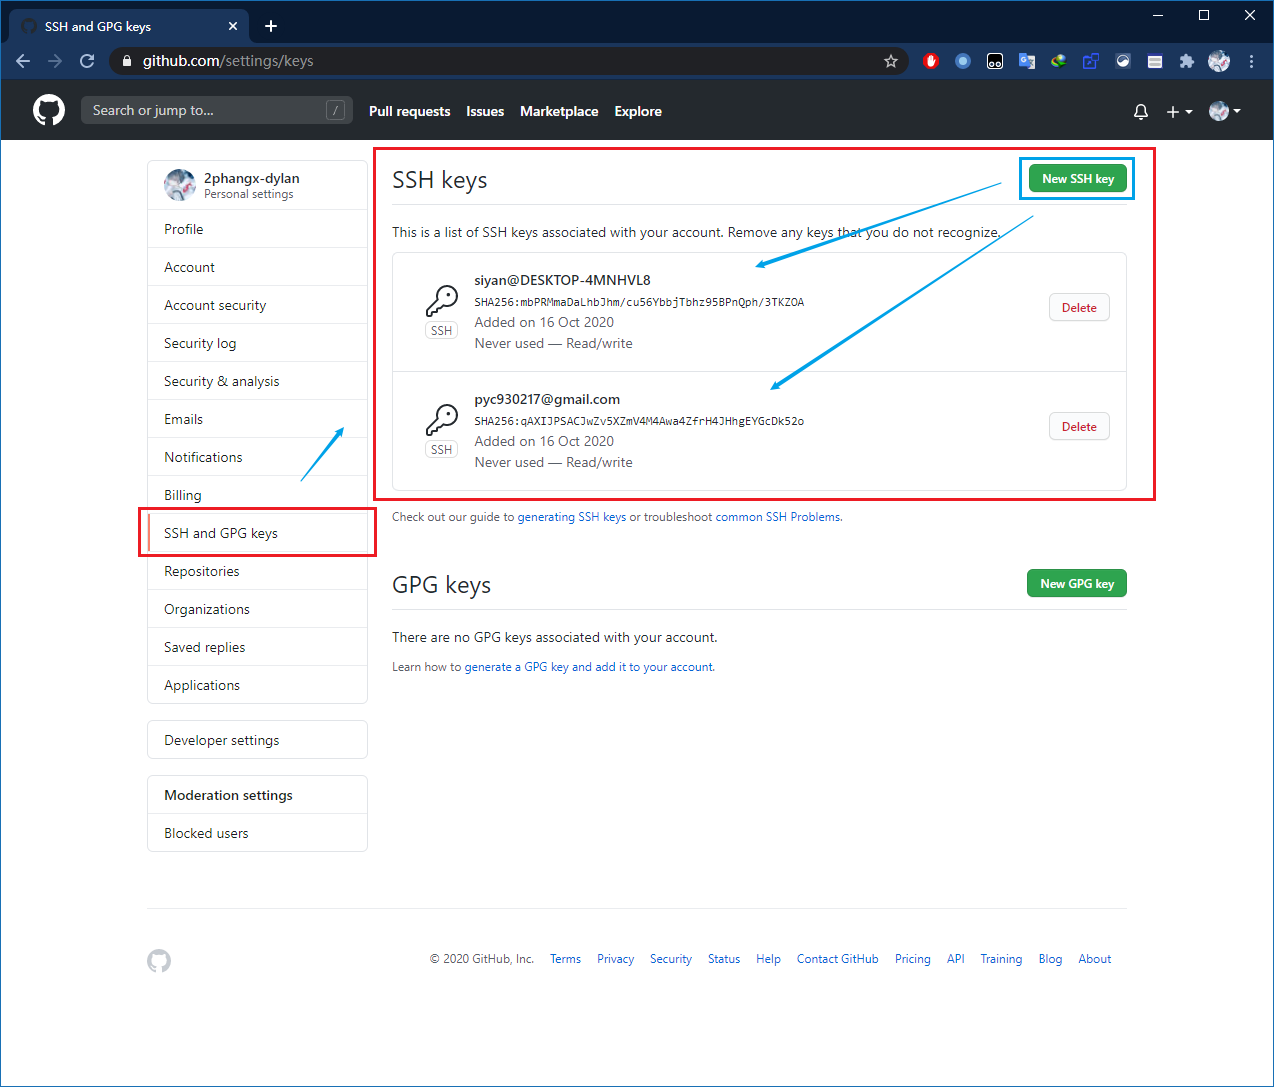 SSH and GPG keys
github.com/settings/keys
Search or jump to... /
Pull requests Issues Marketplace Explore
2phangx-dylan
Personal settings
Profile
Account
Account security
Security log
Security & analysis
Emails
Notifications
Billing
SSH and GPG keys
Repositories
Organizations
Saved replies
Applications
Developer settings
Moderation settings
Blocked users
SSH keys
New SSH key
This is a list of SSH keys associated with your account. Remove any keys that you do not recognize.
siyan@DESKTOP-4MNHVL8
SHA256:mbPRMmaDaLhbJhm/cu56YbbjTbhz95BPnQph/3TKZOA
SSH
Added on 16 Oct 2020
Never used — Read/write
Delete
pyc930217@gmail.com
SHA256:qAXIJPSACJwZv5XZmV4M4Awa4ZfrH4JHhgEYGcDk52o
SSH
Added on 16 Oct 2020
Never used — Read/write
Delete
Check out our guide to generating SSH keys or troubleshoot common SSH Problems.
GPG keys
New GPG key
There are no GPG keys associated with your account.
Learn how to generate a GPG key and add it to your account.
© 2020 GitHub, Inc. Terms Privacy Security Status Help Contact GitHub Pricing API Training Blog About